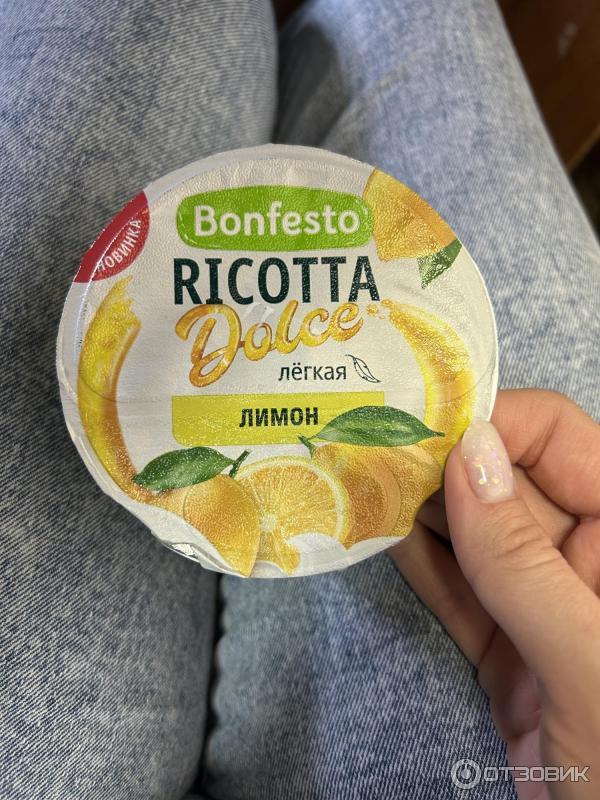 НОВИНКА
Bonfesto
RICOTTA
Dolce
лёгкая
ЛИМОН
ОТЗОВИК